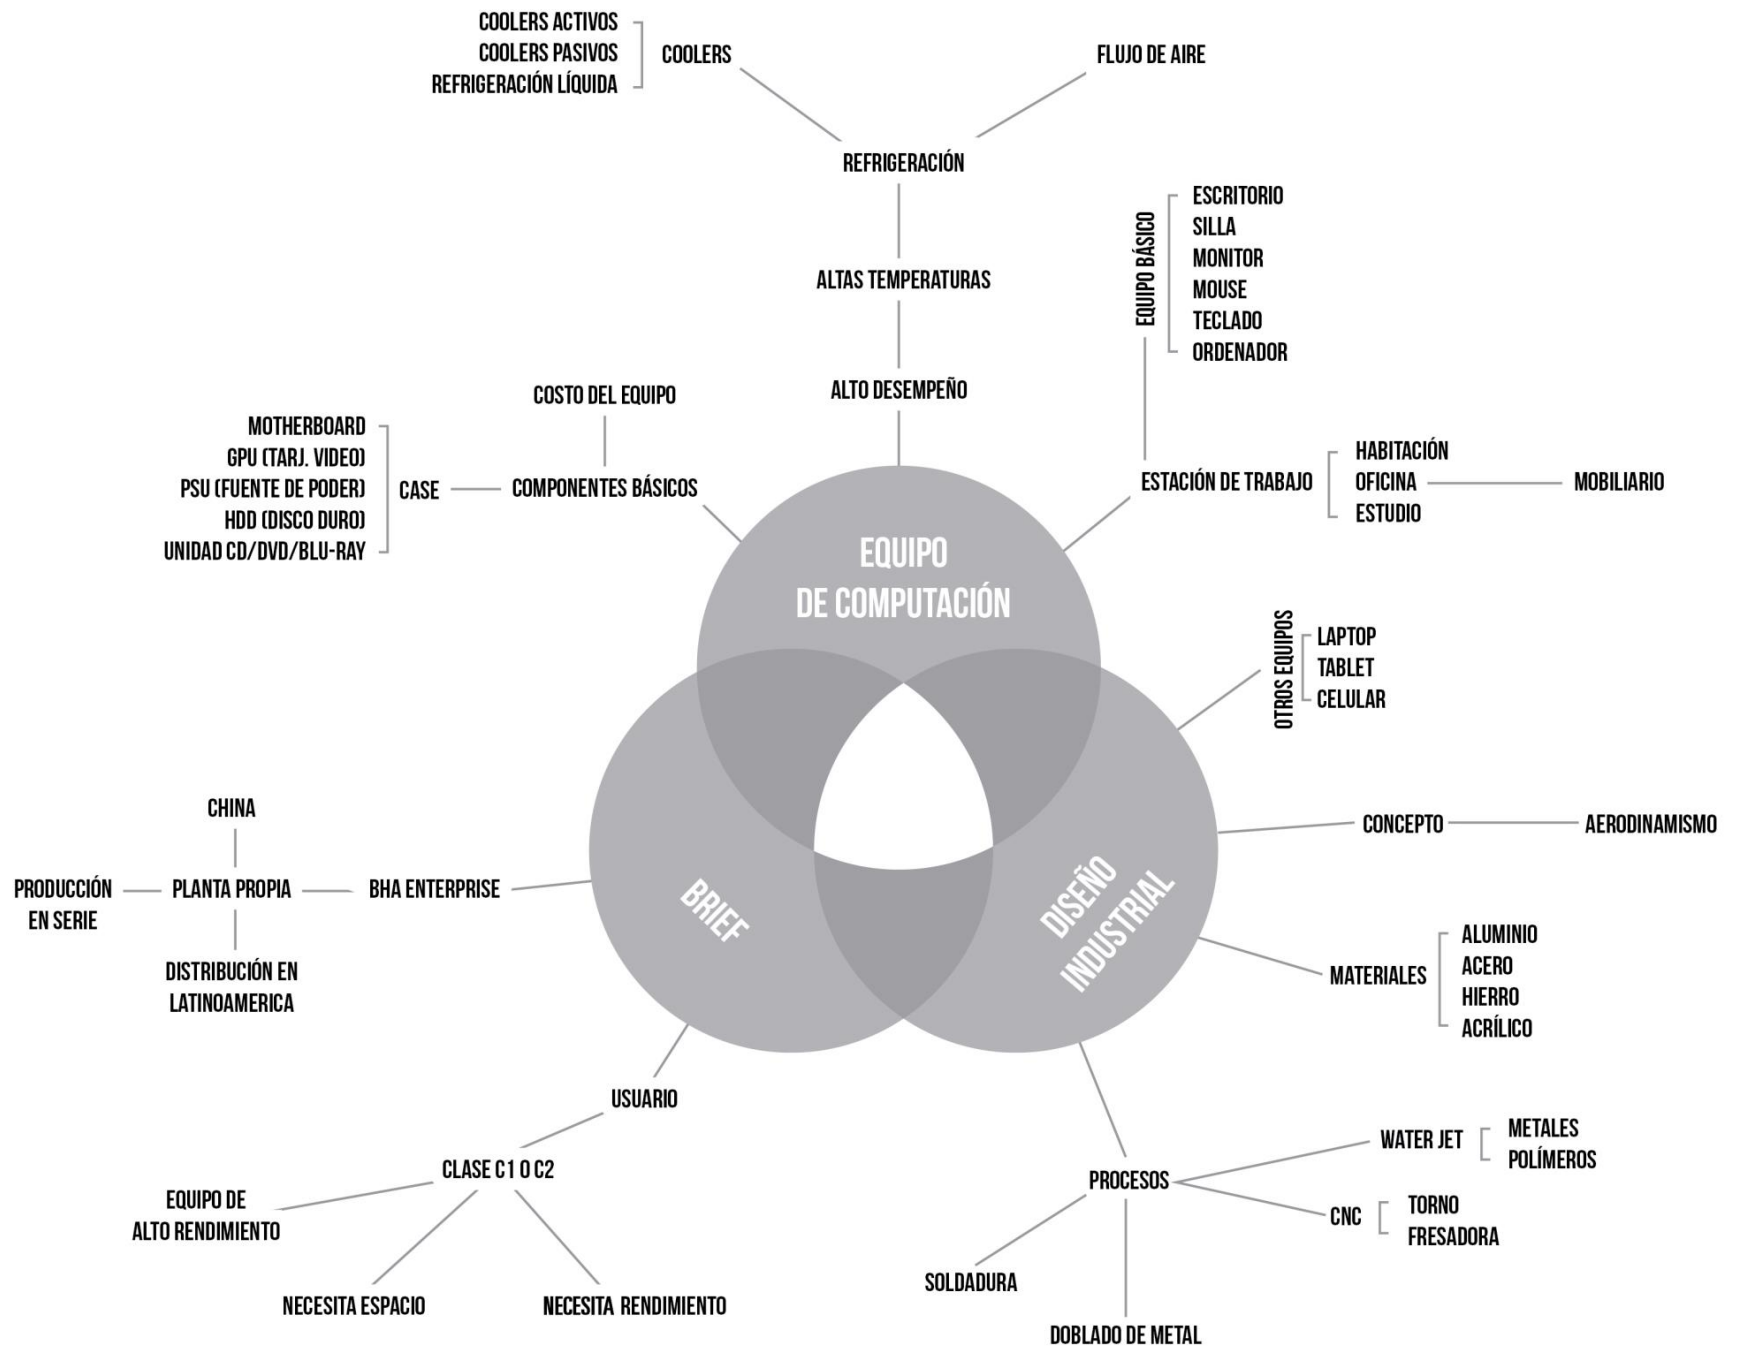 COOLERS ACTIVOS
COOLERS PASIVOS
REFRIGERACIÓN LÍQUIDA
COOLERS
FLUJO DE AIRE
REFRIGERACIÓN
ALTAS TEMPERATURAS
ALTO DESEMPEÑO
EQUIPO BÁSICO
ESCRITORIO
SILLA
MONITOR
MOUSE
TECLADO
ORDENADOR
COSTO DEL EQUIPO
MOTHERBOARD
GPU (TARJ. VIDEO)
PSU (FUENTE DE PODER)
HDD (DISCO DURO)
UNIDAD CD/DVD/BLU-RAY
CASE
COMPONENTES BÁSICOS
ESTACIÓN DE TRABAJO
HABITACIÓN
OFICINA
ESTUDIO
MOBILIARIO
EQUIPO
DE COMPUTACIÓN
OTROS EQUIPOS
LAPTOP
TABLET
CELULAR
CHINA
PRODUCCIÓN
EN SERIE
PLANTA PROPIA
BHA ENTERPRISE
DISTRIBUCIÓN EN
LATINOAMERICA
BRIEF
DISEÑO
INDUSTRIAL
CONCEPTO
AERODINAMISMO
MATERIALES
ALUMINIO
ACERO
HIERRO
ACRÍLICO
USUARIO
CLASE C1 O C2
EQUIPO DE
ALTO RENDIMIENTO
NECESITA ESPACIO
NECESITA RENDIMIENTO
PROCESOS
WATER JET
METALES
POLÍMEROS
CNC
TORNO
FRESADORA
SOLDADURA
DOBLADO DE METAL